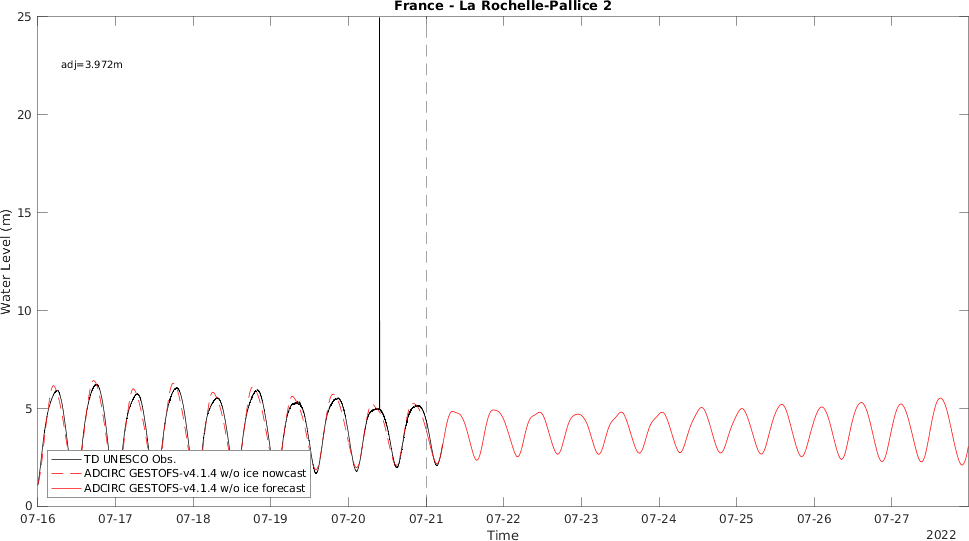 France - La Rochelle-Pallice 2
25
adj=3.972m
20
15
Water Level (m)
10
5
TD UNESCO Obs.
ADCIRC GESTOFS-v4.1.4 w/o ice nowcast
ADCIRC GESTOFS-v4.1.4 w/o ice forecast
0
07-16 07-17 07-18 07-19 07-20 07-21 07-22 07-23 07-24 07-25 07-26 07-27
Time
2022